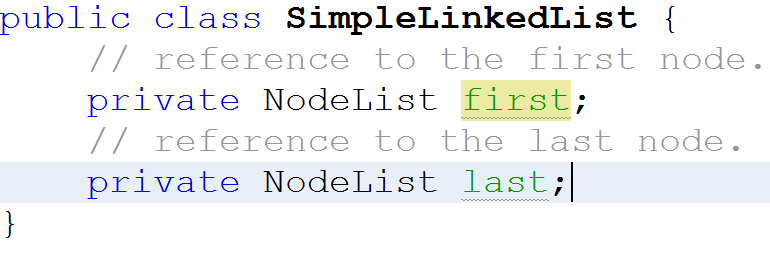 public class SimpleLinkedList {
// reference to the first node.
private NodeList first;
// reference to the last node.
private NodeList last;
}